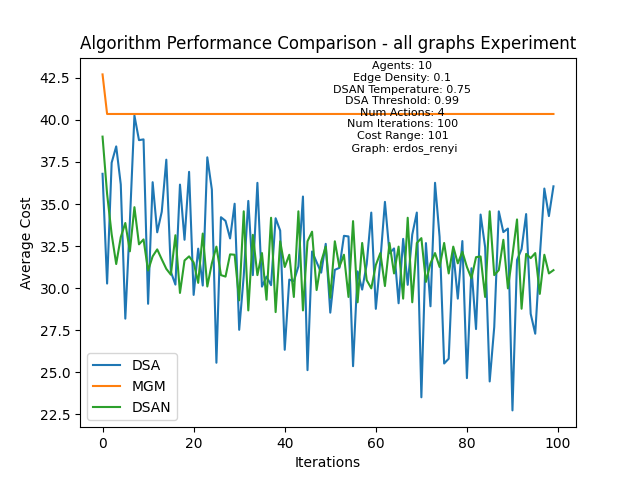 Algorithm Performance Comparison - all graphs Experiment
Agents: 10
Edge Density: 0.1
DSAN Temperature: 0.75
DSA Threshold: 0.99
Num Actions: 4
Num Iterations: 100
Cost Range: 101
Graph: erdos_renyi
42.5
40.0
37.5
35.0
32.5
30.0
27.5
25.0
22.5
Average Cost
DSA
MGM
DSAN
0 20 40 60 80 100
Iterations